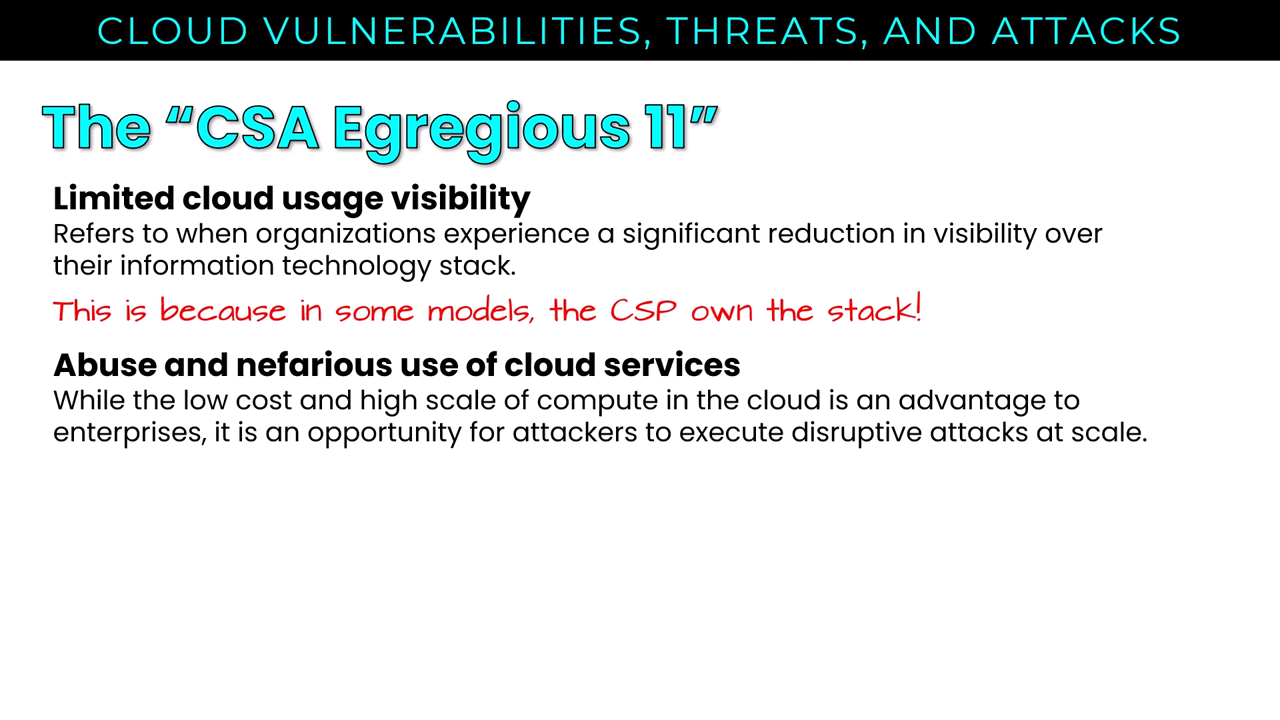 CLOUD VULNERABILITIES, THREATS, AND ATTACKS
The “CSA Egregious 11”
Limited cloud usage visibility
Refers to when organizations experience a significant reduction in visibility over
their information technology stack.
This is because in some models, the CSP own the stack!
Abuse and nefarious use of cloud services
While the low cost and high scale of compute in the cloud is an advantage to
enterprises, it is an opportunity for attackers to execute disruptive attacks at scale.